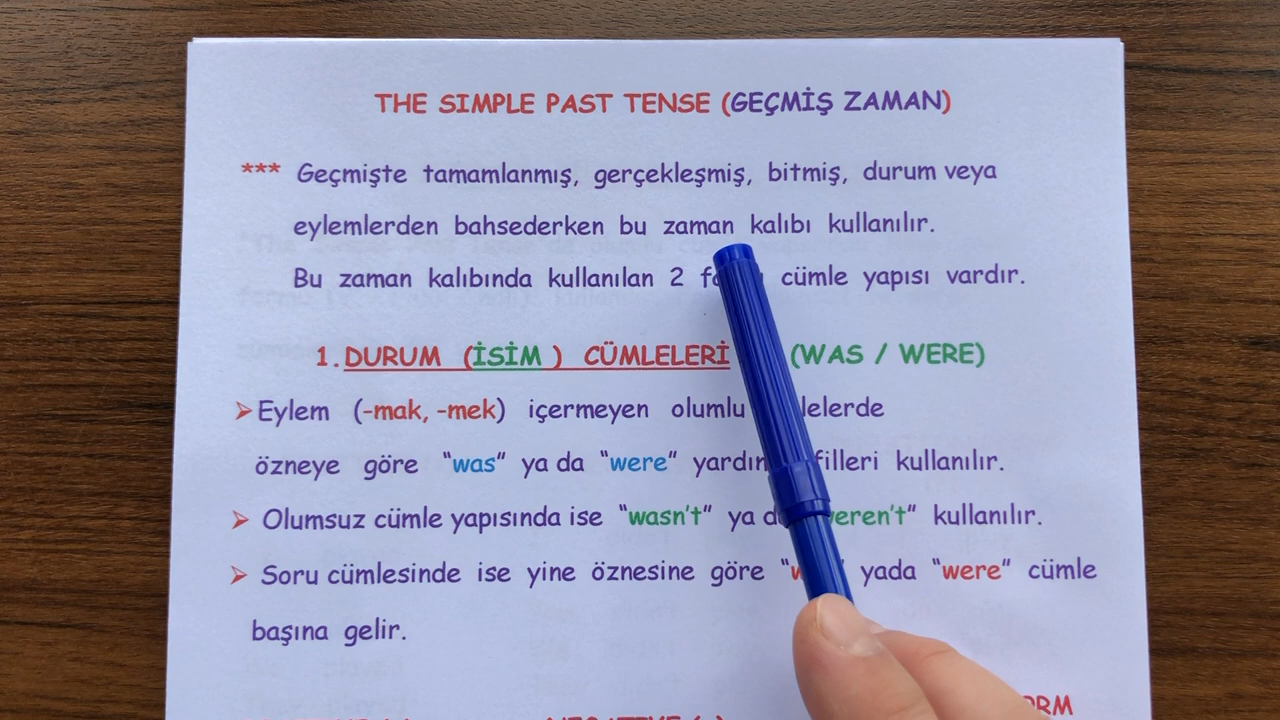 THE SIMPLE PAST TENSE (GEÇMİŞ ZAMAN)
*** Geçmişte tamamlanmış, gerçekleşmiş, bitmiş, durum veya
eylemlerden bahsederken bu zaman kalıbı kullanılır.
Bu zaman kalıbında kullanılan 2 cümle yapısı vardır.
1. DURUM (İSİM ) CÜMLELERİ (WAS / WERE)
➢ Eylem (-mak, -mek) içermeyen olumlu
özneye göre “was” ya da “were” kullanılır.
➢ Olumsuz cümle yapısında ise “wasn’t” ya da “weren’t” kullanılır.
➢ Soru cümlesinde ise yine öznesine göre yada “were” cümle
başına gelir.